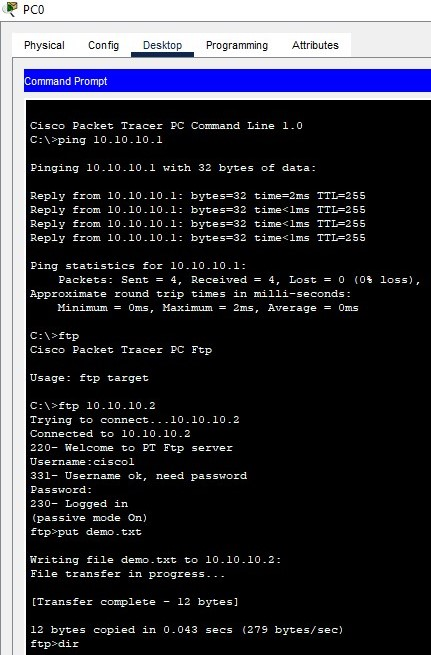 PC0
Physical Config Desktop Programming Attributes
Command Prompt
Cisco Packet Tracer PC Command Line 1.0
C:\>ping 10.10.10.1
Pinging 10.10.10.1 with 32 bytes of data:
Reply from 10.10.10.1: bytes=32 time=2ms TTL=255
Reply from 10.10.10.1: bytes=32 time<1ms TTL=255
Reply from 10.10.10.1: bytes=32 time<1ms TTL=255
Reply from 10.10.10.1: bytes=32 time<1ms TTL=255
Ping statistics for 10.10.10.1:
Packets: Sent = 4, Received = 4, Lost = 0 (0% loss),
Approximate round trip times in milli-seconds:
Minimum = 0ms, Maximum = 2ms, Average = 0ms
C:\>ftp
Cisco Packet Tracer PC Ftp
Usage: ftp target
C:\>ftp 10.10.10.2
Trying to connect...10.10.10.2
Connected to 10.10.10.2
220- Welcome to PT Ftp server
Username:cisco1
331- Username ok, need password
Password:
230- Logged in
(passive mode On)
ftp>put demo.txt
Writing file demo.txt to 10.10.10.2:
File transfer in progress...
[Transfer complete - 12 bytes]
12 bytes copied in 0.043 secs (279 bytes/sec)
ftp>dir